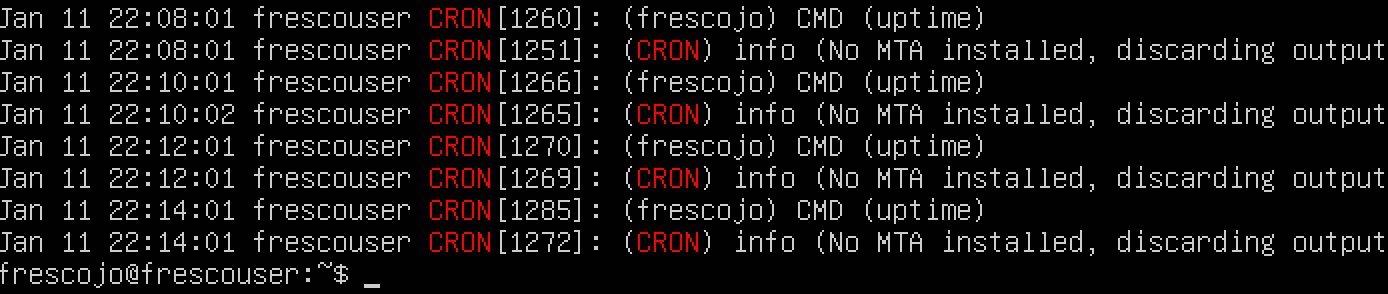 Jan 11 22:08:01 frescouser CRON[1260]: (frescojo) CMD (uptime)
Jan 11 22:08:01 frescouser CRON[1251]: (CRON) info (No MTA installed, discarding output
Jan 11 22:10:01 frescouser CRON[1266]: (frescojo) CMD (uptime)
Jan 11 22:10:02 frescouser CRON[1265]: (CRON) info (No MTA installed, discarding output
Jan 11 22:12:01 frescouser CRON[1270]: (frescojo) CMD (uptime)
Jan 11 22:12:01 frescouser CRON[1269]: (CRON) info (No MTA installed, discarding output
Jan 11 22:14:01 frescouser CRON[1285]: (frescojo) CMD (uptime)
Jan 11 22:14:01 frescouser CRON[1272]: (CRON) info (No MTA installed, discarding output
frescojo@frescouser:~$ _